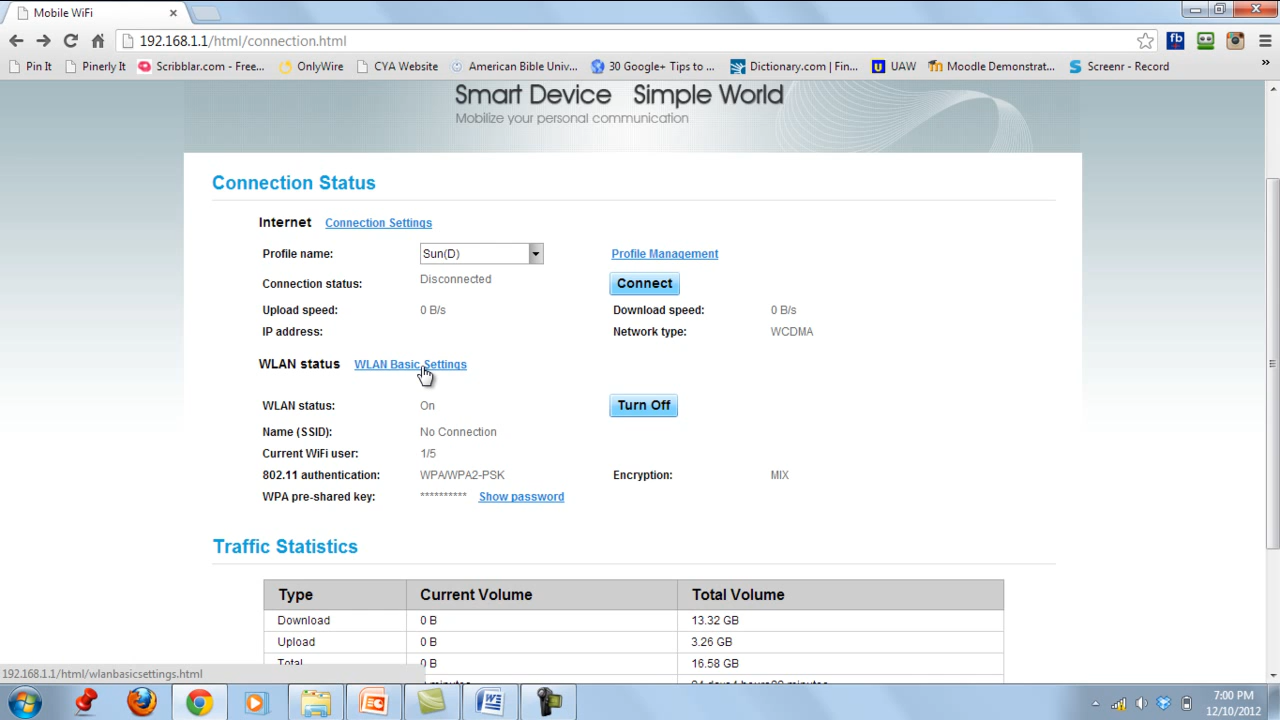 Mobile WiFi
192.168.1.1/html/connection.html
Pin It Pinerly It Scribblar.com - Free... OnlyWire CYA Website American Bible Univ... 30 Google+ Tips to ... Dictionary.com | Fin... UAW Moodle Demonstrat... Screenr - Record »
Smart Device Simple World
Mobilize your personal communication
Connection Status
Internet Connection Settings
Profile name: Sun(D) Profile Management
Connection status: Disconnected Connect
Upload speed: 0 B/s Download speed: 0 B/s
IP address: Network type: WCDMA
WLAN status WLAN Basic Settings
WLAN status: On Turn Off
Name (SSID): No Connection
Current WiFi user: 1/5
802.11 authentication: WPA/WPA2-PSK Encryption: MIX
WPA pre-shared key: ********** Show password
Traffic Statistics
Type Current Volume Total Volume
Download 0 B 13.32 GB
Upload 0 B 3.26 GB
Total 0 B 16.58 GB
192.168.1.1/html/wlanbasicsettings.html
7:00 PM
12/10/2012